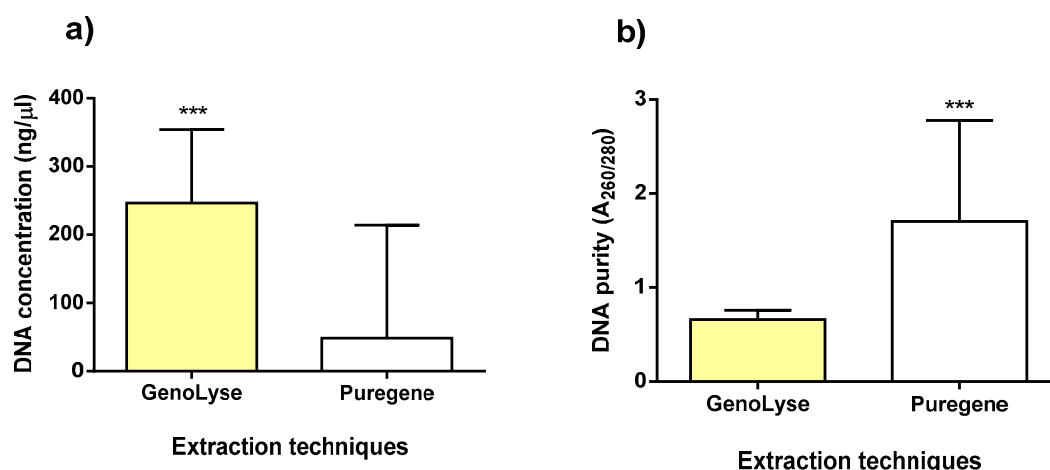 a)
DNA concentration (ng/μl)
400
300
200
100
0
***
GenoLyse
Puregene
Extraction techniques
b)
DNA purity (A260/280)
3
2
1
0
***
GenoLyse
Puregene
Extraction techniques